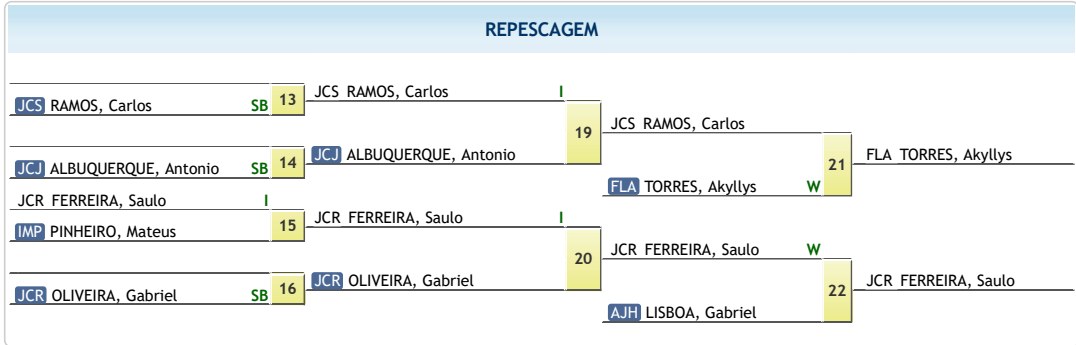 REPESCAGEM
JCS RAMOS, Carlos SB
13
JCS RAMOS, Carlos I
JCJ ALBUQUERQUE, Antonio SB
14
JCJ ALBUQUERQUE, Antonio
19
JCS RAMOS, Carlos
FLA TORRES, Akyllys W
21
FLA TORRES, Akyllys
JCR FERREIRA, Saulo I
IMP PINHEIRO, Mateus
15
JCR FERREIRA, Saulo I
JCR OLIVEIRA, Gabriel SB
16
JCR OLIVEIRA, Gabriel
20
JCR FERREIRA, Saulo W
AJH LISBOA, Gabriel
22
JCR FERREIRA, Saulo